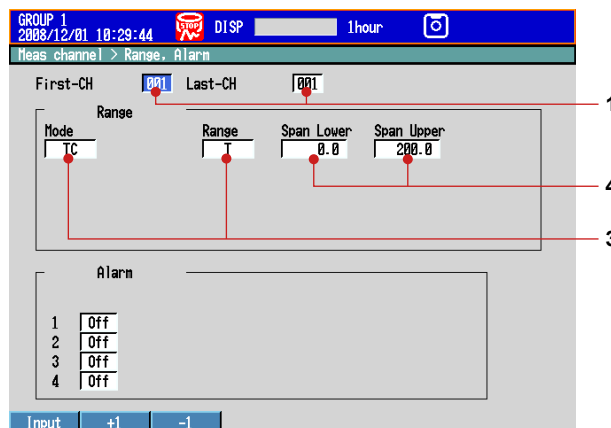 GROUP 1
2008/12/01 10:29:44 STOP DISP 1hour
Meas channel > Range, Alarm
First-CH 001 Last-CH 001
1
Range
Mode Range Span Lower Span Upper
TC T 0.0 200.0
4
3
Alarm
1 Off
2 Off
3 Off
4 Off
Input +1 -1